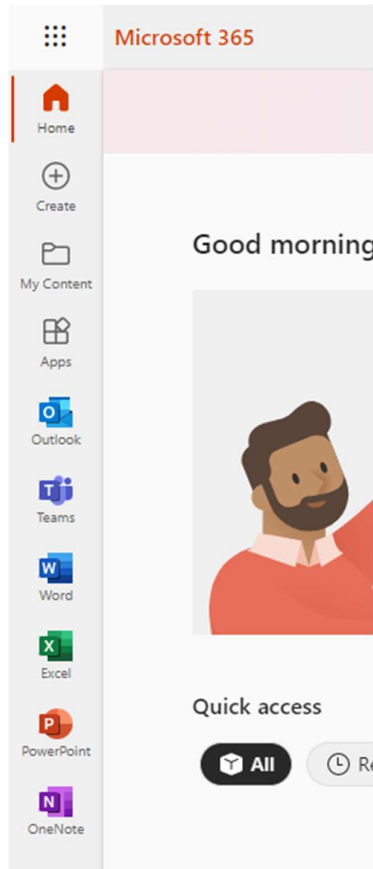 Microsoft 365
Home
Create
My Content
Apps
Outlook
Teams
Word
Excel
PowerPoint
OneNote
Good morning
Quick access
All